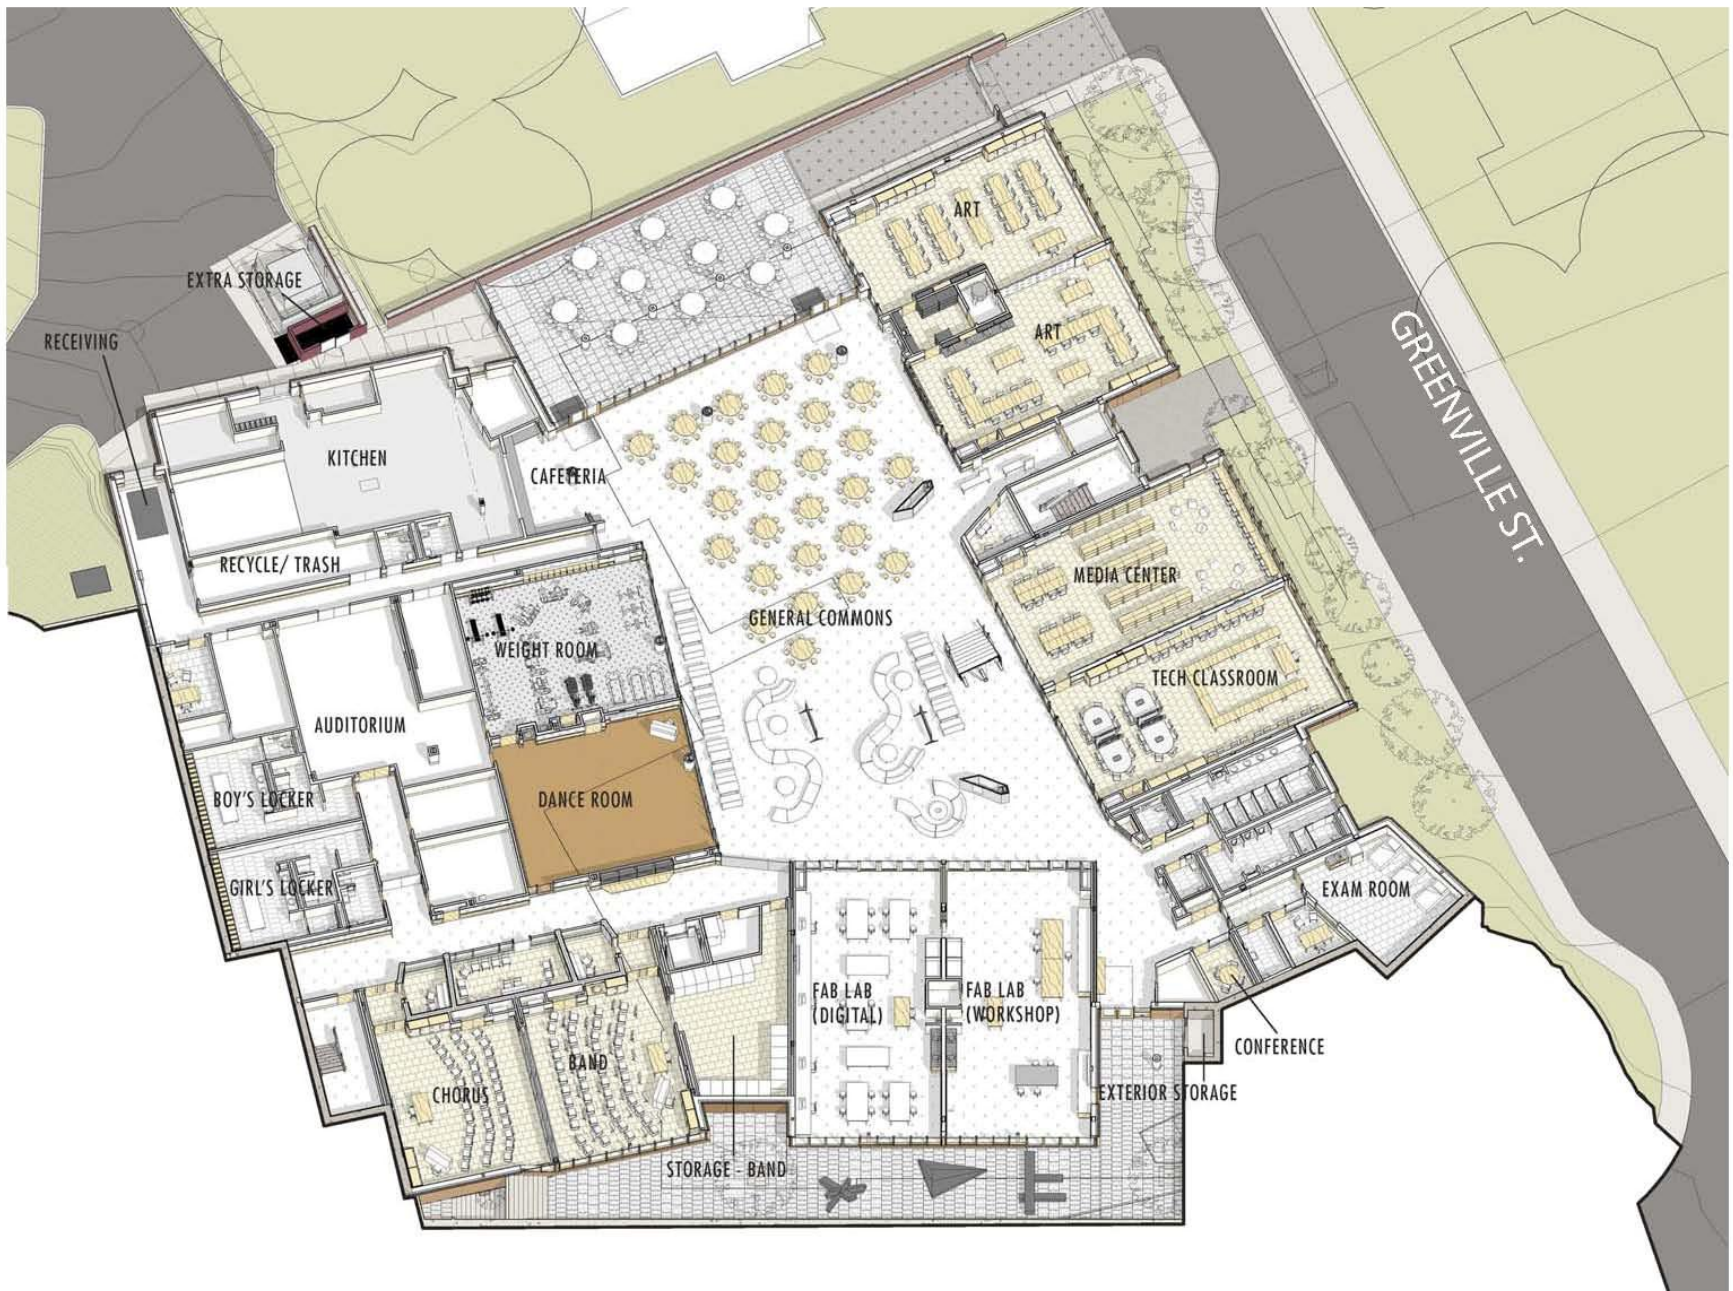 ART
EXTRA STORAGE
RECEIVING
ART
GREENVILLE ST.
KITCHEN
CAFETERIA
RECYCLE/ TRASH
MEDIA CENTER
GENERAL COMMONS
WEIGHT ROOM
TECH CLASSROOM
AUDITORIUM
BOY'S LOCKER
DANCE ROOM
GIRL'S LOCKER
EXAM ROOM
FAB LAB
(DIGITAL)
FAB LAB
(WORKSHOP)
CONFERENCE
BAND
CHORUS
EXTERIOR STORAGE
STORAGE - BAND